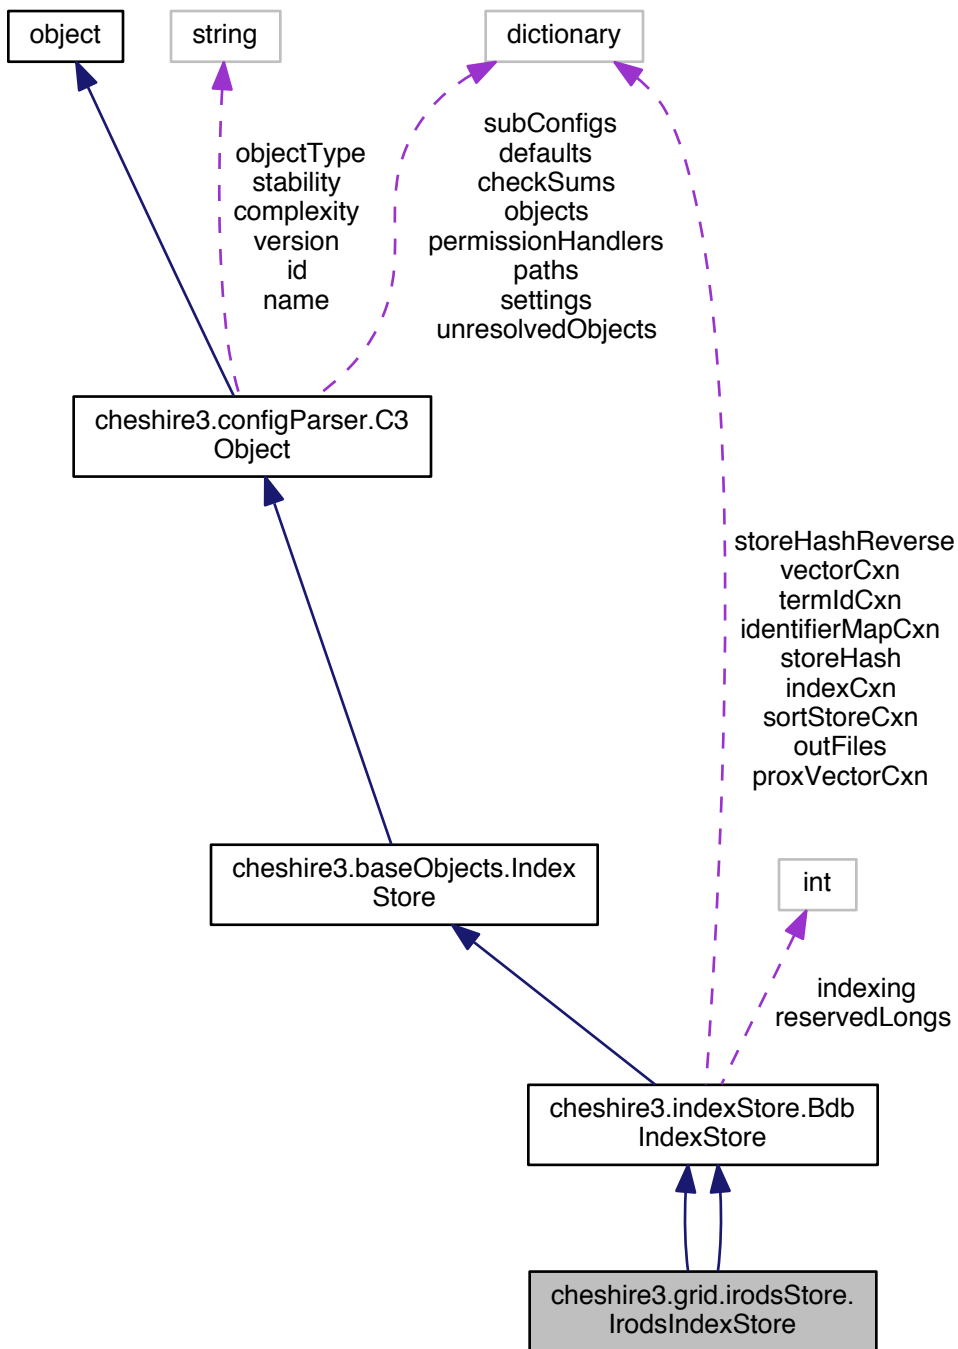 object
string
dictionary
objectType
stability
complexity
version
id
name
subConfigs
defaults
checkSums
objects
permissionHandlers
paths
settings
unresolvedObjects
cheshire3.configParser.C3
Object
storeHashReverse
vectorCxn
termIdCxn
identifierMapCxn
storeHash
indexCxn
sortStoreCxn
outFiles
proxVectorCxn
cheshire3.baseObjects.Index
Store
int
indexing
reservedLongs
cheshire3.indexStore.Bdb
IndexStore
cheshire3.grid.irodsStore.
IrodsIndexStore